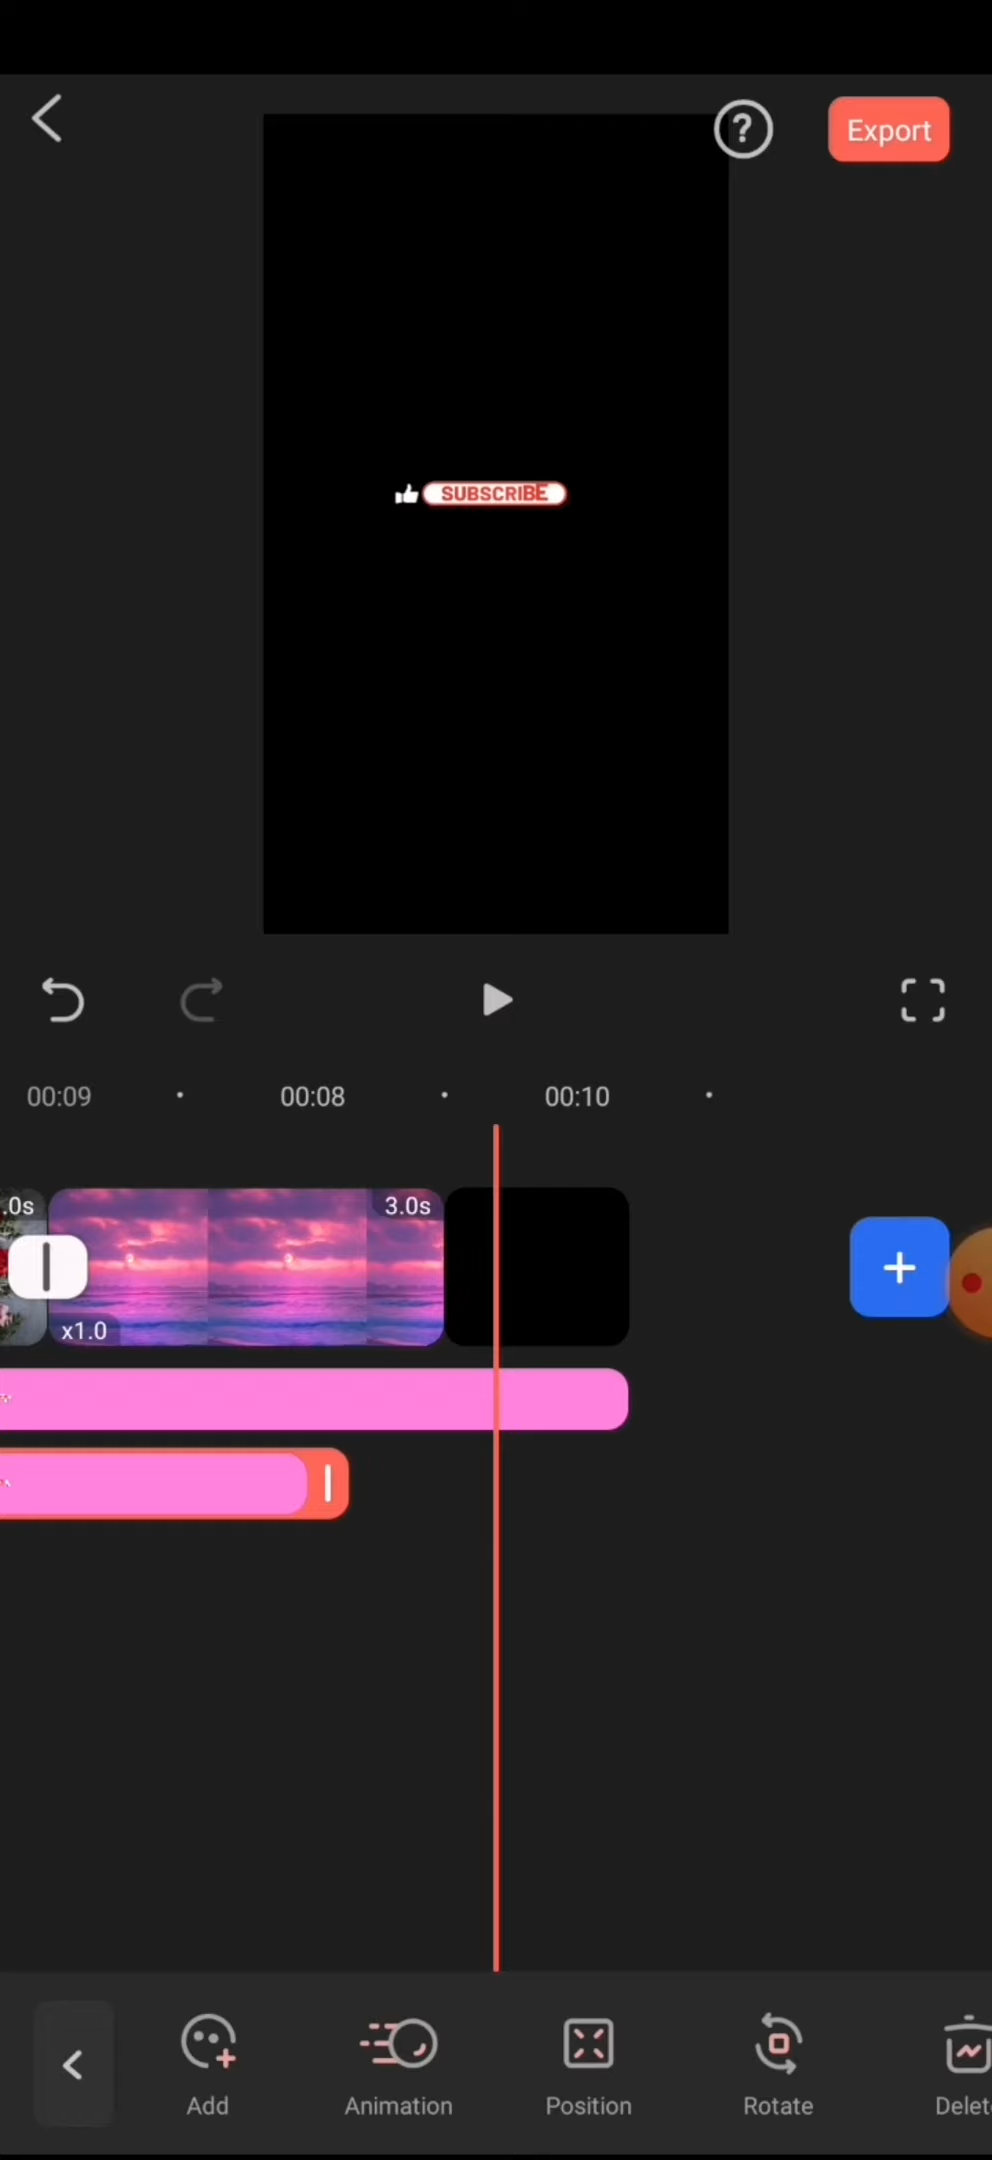 ?
Export
SUBSCRIBE
00:09 00:08 00:10
.0s 3.0s
x1.0
+
Add Animation Position Rotate Delet